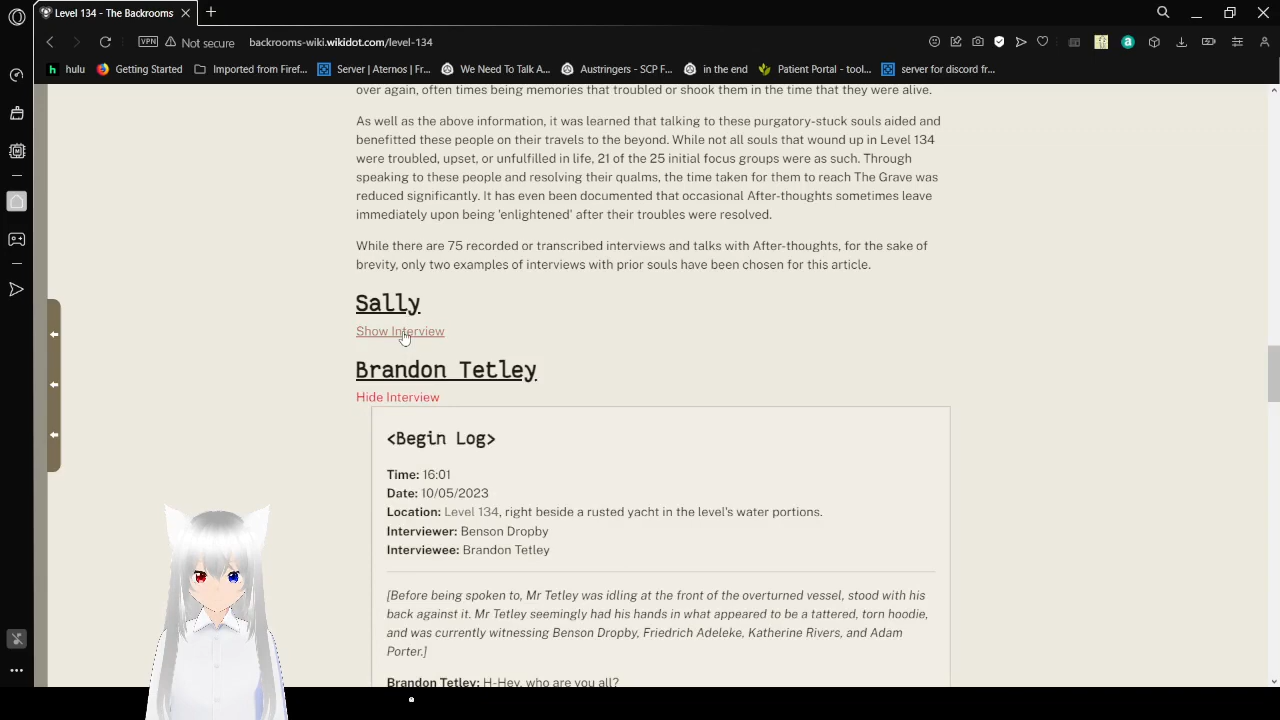 Level 134 - The Backrooms
VPN
Not secure
backrooms-wiki.wikidot.com/level-134
hulu
Getting Started
Imported from Firef...
Server | Aternos | Fr...
We Need To Talk A...
Austringers - SCP F...
in the end
Patient Portal - tool...
server for discord fr...
over again, often times being memories that troubled or shook them in the time that they were alive.
As well as the above information, it was learned that talking to these purgatory-stuck souls aided and
benefitted these people on their travels to the beyond. While not all souls that wound up in Level 134
were troubled, upset, or unfulfilled in life, 21 of the 25 initial focus groups were as such. Through
speaking to these people and resolving their qualms, the time taken for them to reach The Grave was
reduced significantly. It has even been documented that occasional After-thoughts sometimes leave
immediately upon being 'enlightened' after their troubles were resolved.
While there are 75 recorded or transcribed interviews and talks with After-thoughts, for the sake of
brevity, only two examples of interviews with prior souls have been chosen for this article.
Sally
Show Interview
Brandon Tetley
Hide Interview
<Begin Log>
Time: 16:01
Date: 10/05/2023
Location: Level 134, right beside a rusted yacht in the level's water portions.
Interviewer: Benson Dropby
Interviewee: Brandon Tetley
[Before being spoken to, Mr Tetley was idling at the front of the overturned vessel, stood with his
back against it. Mr Tetley seemingly had his hands in what appeared to be a tattered, torn hoodie,
and was currently witnessing Benson Dropby, Friedrich Adeleke, Katherine Rivers, and Adam
Porter.]
Brandon Tetley: H-Hey, who are you all?